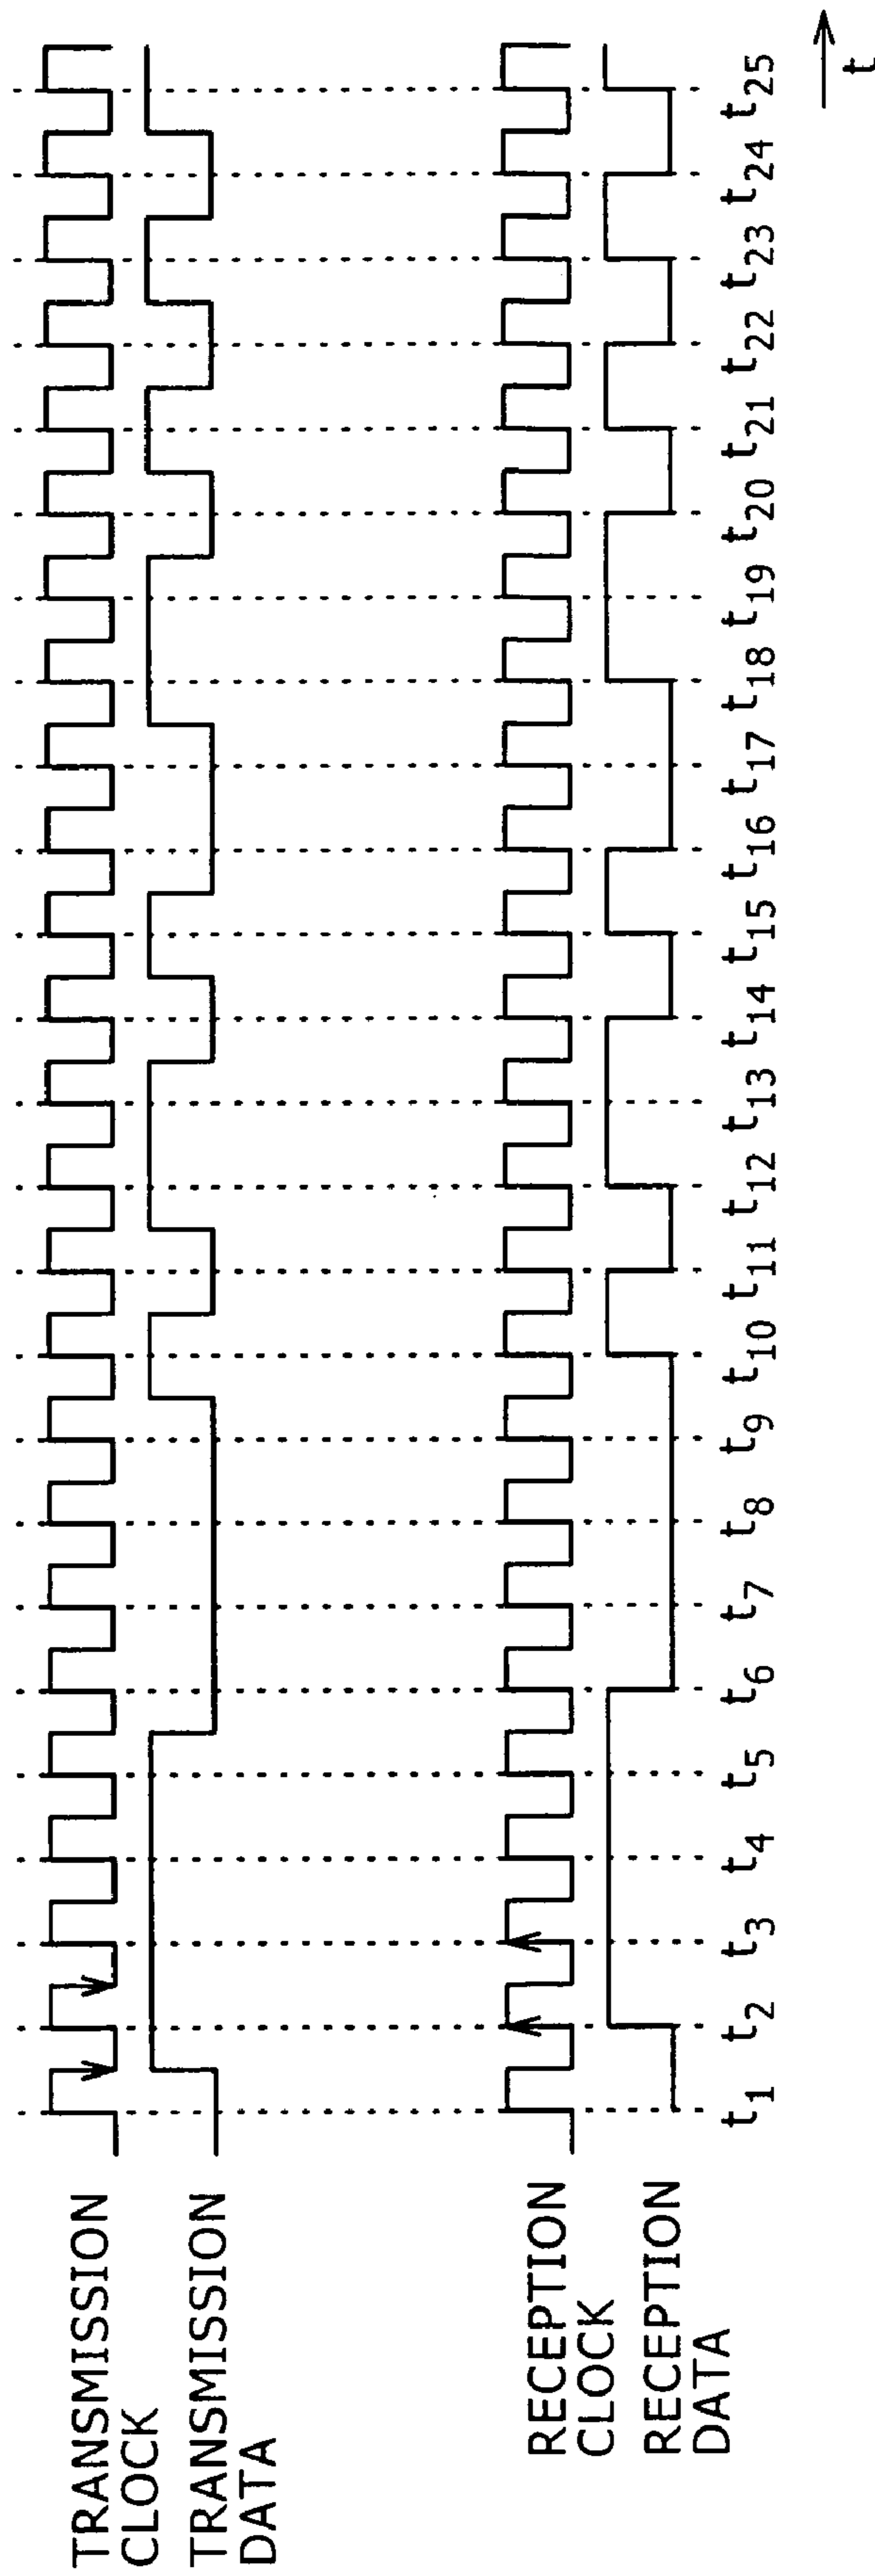 TRANSMISSION
CLOCK
TRANSMISSION
DATA
RECEPTION
CLOCK
RECEPTION
DATA
t1 t2 t3 t4 t5 t6 t7 t8 t9 t10 t11 t12 t13 t14 t15 t16 t17 t18 t19 t20 t21 t22 t23 t24 t25
t